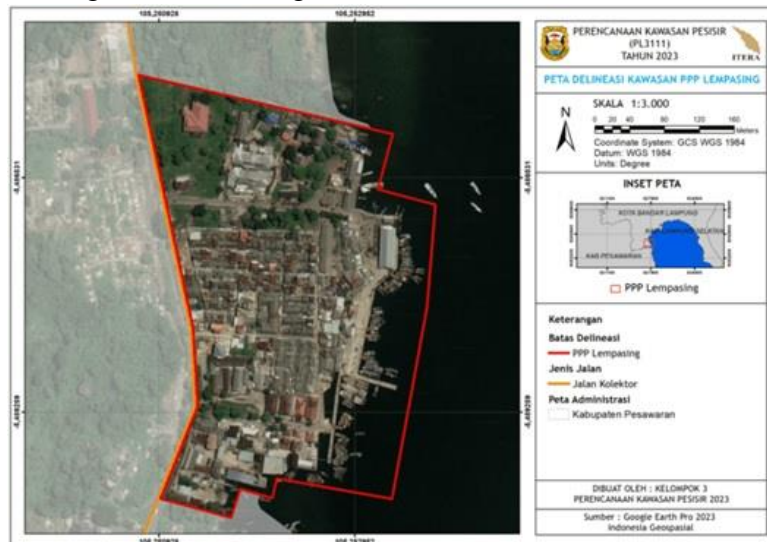 105,250926
105,252962
PERENCANAAN KAWASAN PESISIR
(PL3111)
TAHUN 2023
ITERA
PETA DELINEASI KAWASAN PPP LEMPASING
N
SKALA 1:3.000
0 20 40 80 120 160
Meters
Coordinate System: GCS WGS 1984
Datum: WGS 1984
Units: Degree
INSET PETA
KOTA BANDAR LAMPUNG
KAB PESAWARAN
PPP Lempasing
Keterangan
Batas Delineasi
PPP Lempasing
Jenis Jalan
Jalan Kolektor
Peta Administrasi
Kabupaten Pesawaran
DIBUAT OLEH : KELOMPOK 3
PERENCANAAN KAWASAN PESISIR 2023
Sumber : Google Earth Pro 2023
Indonesia Geospasial